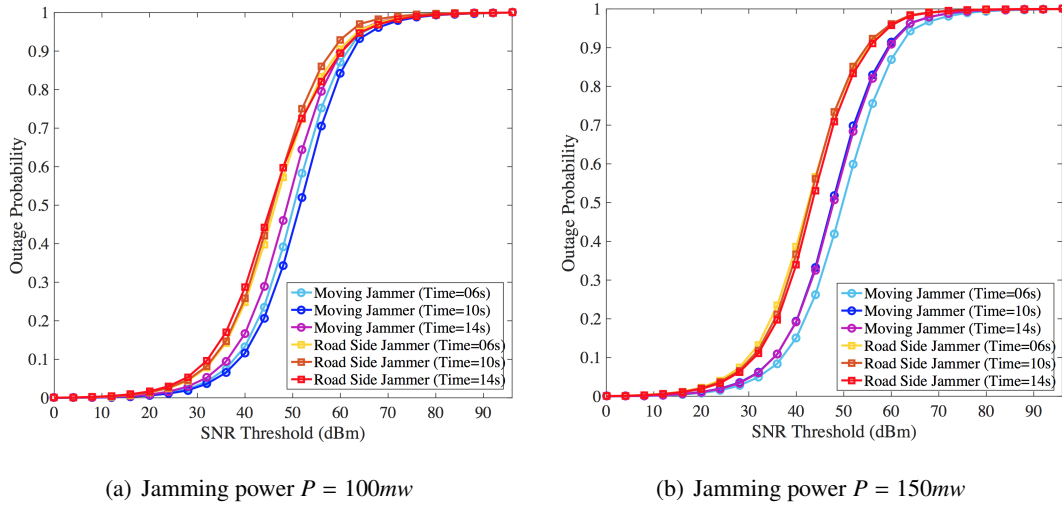 1
0.9
0.8
0.7
0.6
0.5
0.4
0.3
0.2
0.1
0
Outage Probability
0 10 20 30 40 50 60 70 80 90
SNR Threshold (dBm)
Moving Jammer (Time=06s)
Moving Jammer (Time=10s)
Moving Jammer (Time=14s)
Road Side Jammer (Time=06s)
Road Side Jammer (Time=10s)
Road Side Jammer (Time=14s)
(a) Jamming power P = 100mw
1
0.9
0.8
0.7
0.6
0.5
0.4
0.3
0.2
0.1
0
Outage Probability
0 10 20 30 40 50 60 70 80 90
SNR Threshold (dBm)
Moving Jammer (Time=06s)
Moving Jammer (Time=10s)
Moving Jammer (Time=14s)
Road Side Jammer (Time=06s)
Road Side Jammer (Time=10s)
Road Side Jammer (Time=14s)
(b) Jamming power P = 150mw